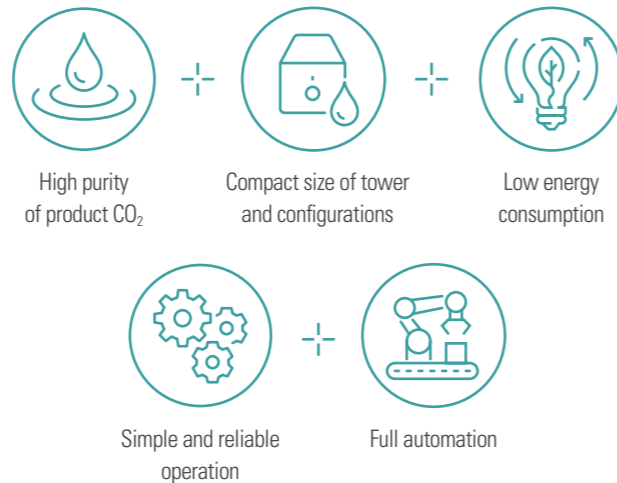 High purity
of product CO₂
Compact size of tower
and configurations
Low energy
consumption
Simple and reliable
operation
Full automation